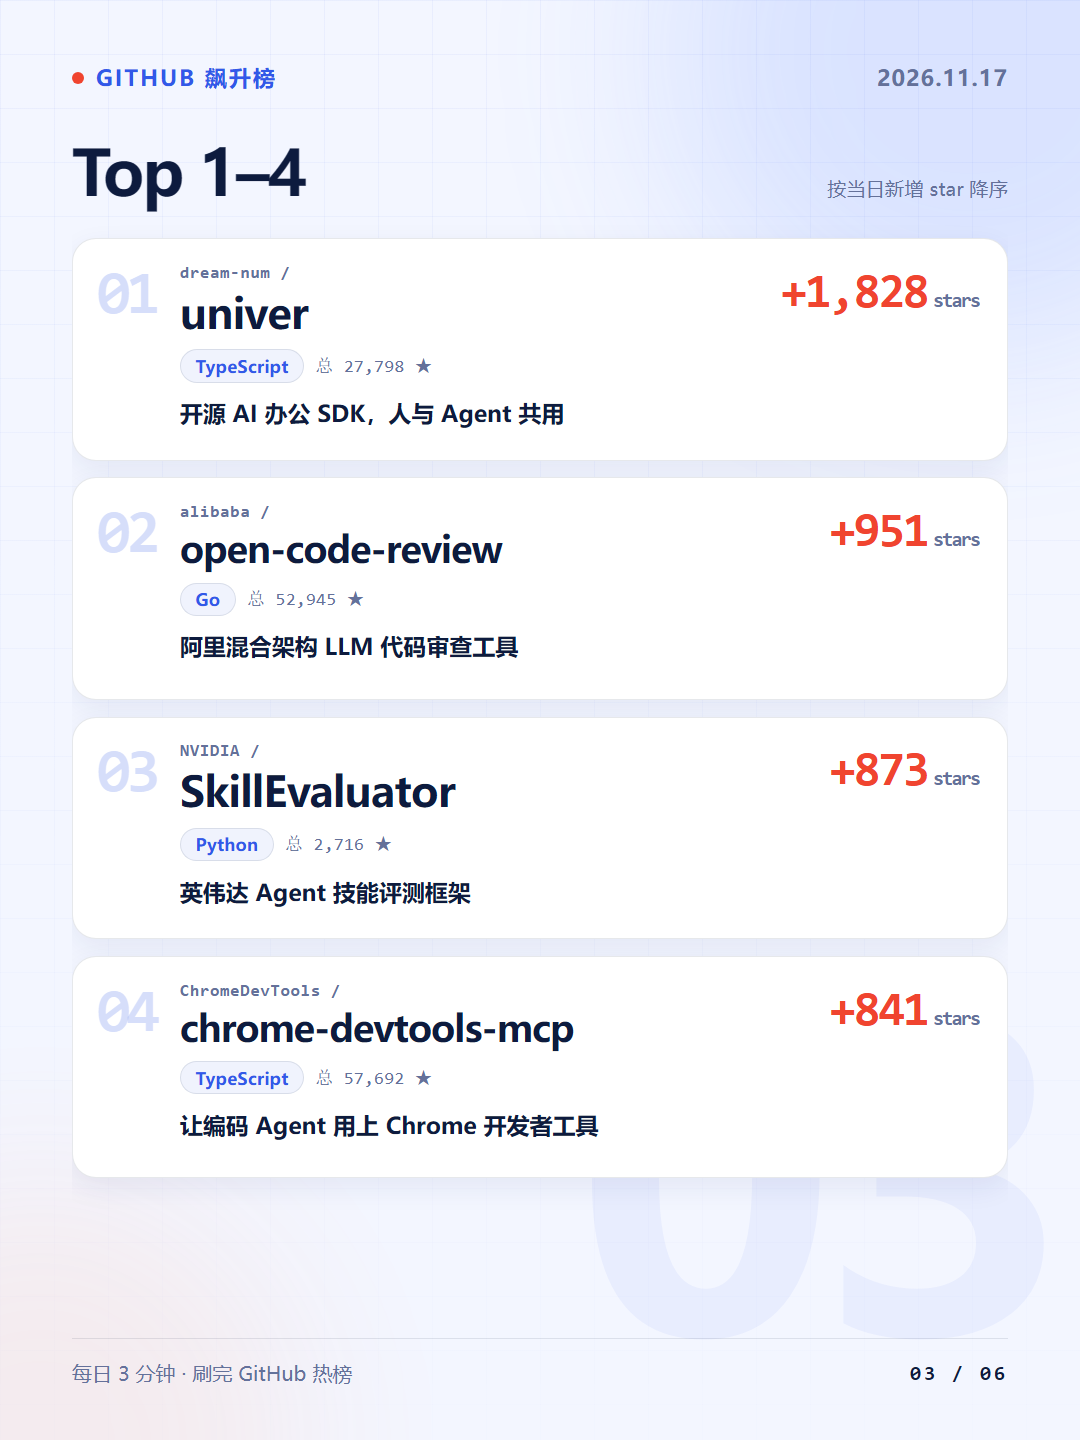 GITHUB 飙升榜
2026.11.17
Top 1–4
按当日新增 star 降序
01
dream-num /
univer
+1,828 stars
TypeScript 总 27,798 ★
开源 AI 办公 SDK，人与 Agent 共用
02
alibaba /
open-code-review
+951 stars
Go 总 52,945 ★
阿里混合架构 LLM 代码审查工具
03
NVIDIA /
SkillEvaluator
+873 stars
Python 总 2,716 ★
英伟达 Agent 技能评测框架
04
ChromeDevTools /
chrome-devtools-mcp
+841 stars
TypeScript 总 57,692 ★
让编码 Agent 用上 Chrome 开发者工具
03
每日 3 分钟 · 刷完 GitHub 热榜
03 / 06